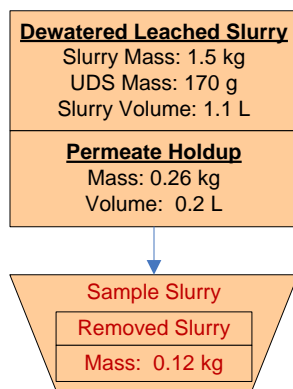 Dewatered Leached Slurry
Slurry Mass: 1.5 kg
UDS Mass: 170 g
Slurry Volume: 1.1 L
Permeate Holdup
Mass: 0.26 kg
Volume:  0.2 L
Sample Slurry
Removed Slurry
Mass:  0.12 kg